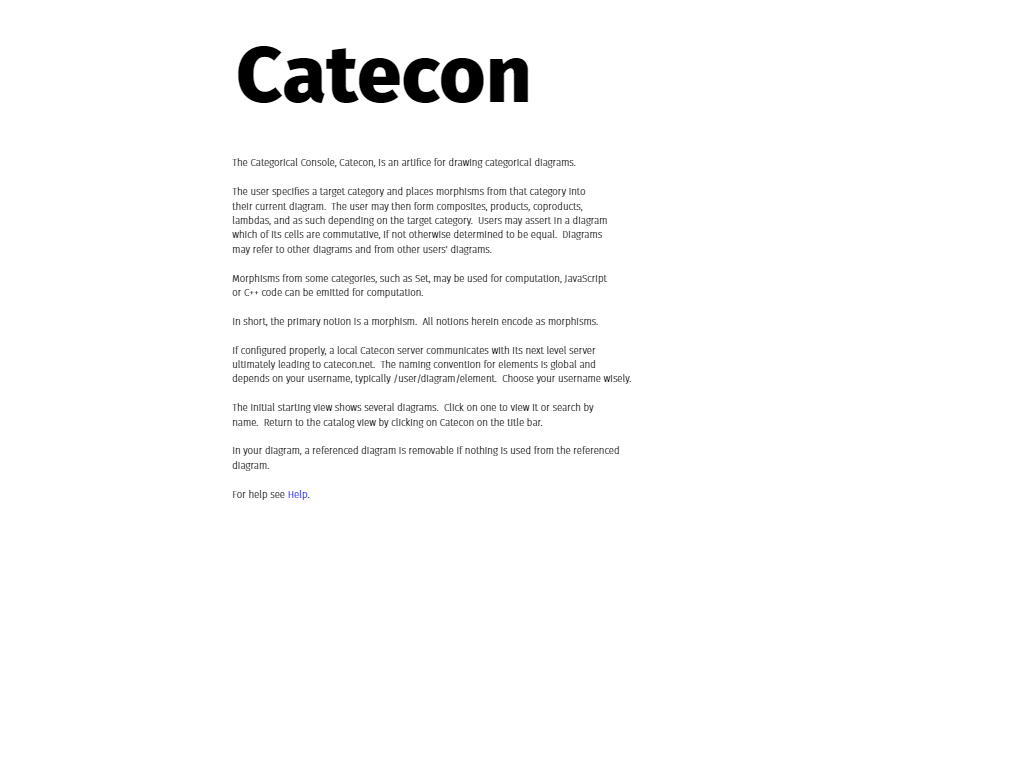 Catecon
The Categorical Console, Catecon, is an artifice for drawing categorical diagrams.
The user specifies a target category and places morphisms from that category into
their current diagram.  The user may then form composites, products, coproducts,
lambdas, and as such depending on the target category.  Users may assert in a diagram
which of its cells are commutative, if not otherwise determined to be equal.  Diagrams
may refer to other diagrams and from other users' diagrams.
Morphisms from some categories, such as Set, may be used for computation, JavaScript
or C++ code can be emitted for computation.
In short, the primary notion is a morphism.  All notions herein encode as morphisms.
If configured properly, a local Catecon server communicates with its next level server
ultimately leading to catecon.net.  The naming convention for elements is global and
depends on your username, typically /user/diagram/element.  Choose your username wisely.
The initial starting view shows several diagrams.  Click on one to view it or search by
name.  Return to the catalog view by clicking on Catecon on the title bar.
In your diagram, a referenced diagram is removable if nothing is used from the referenced
diagram.
For help see Help.